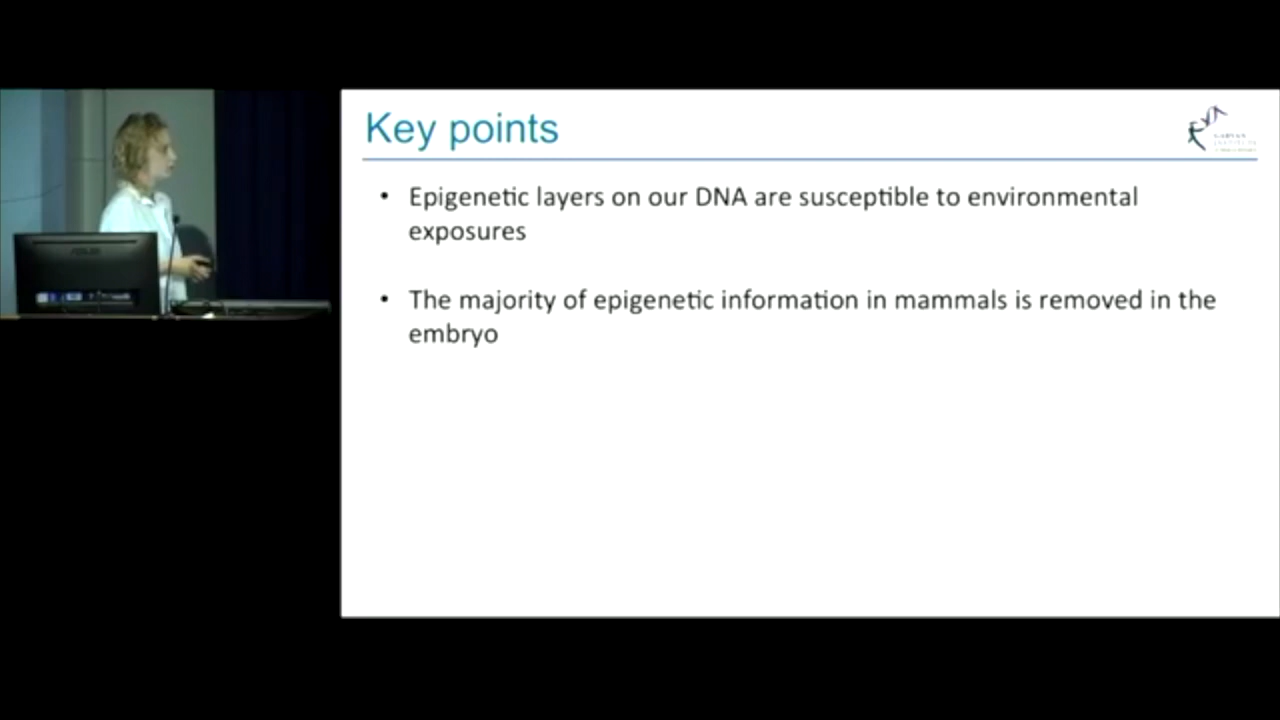 Key points
• Epigenetic layers on our DNA are susceptible to environmental
exposures
• The majority of epigenetic information in mammals is removed in the
embryo